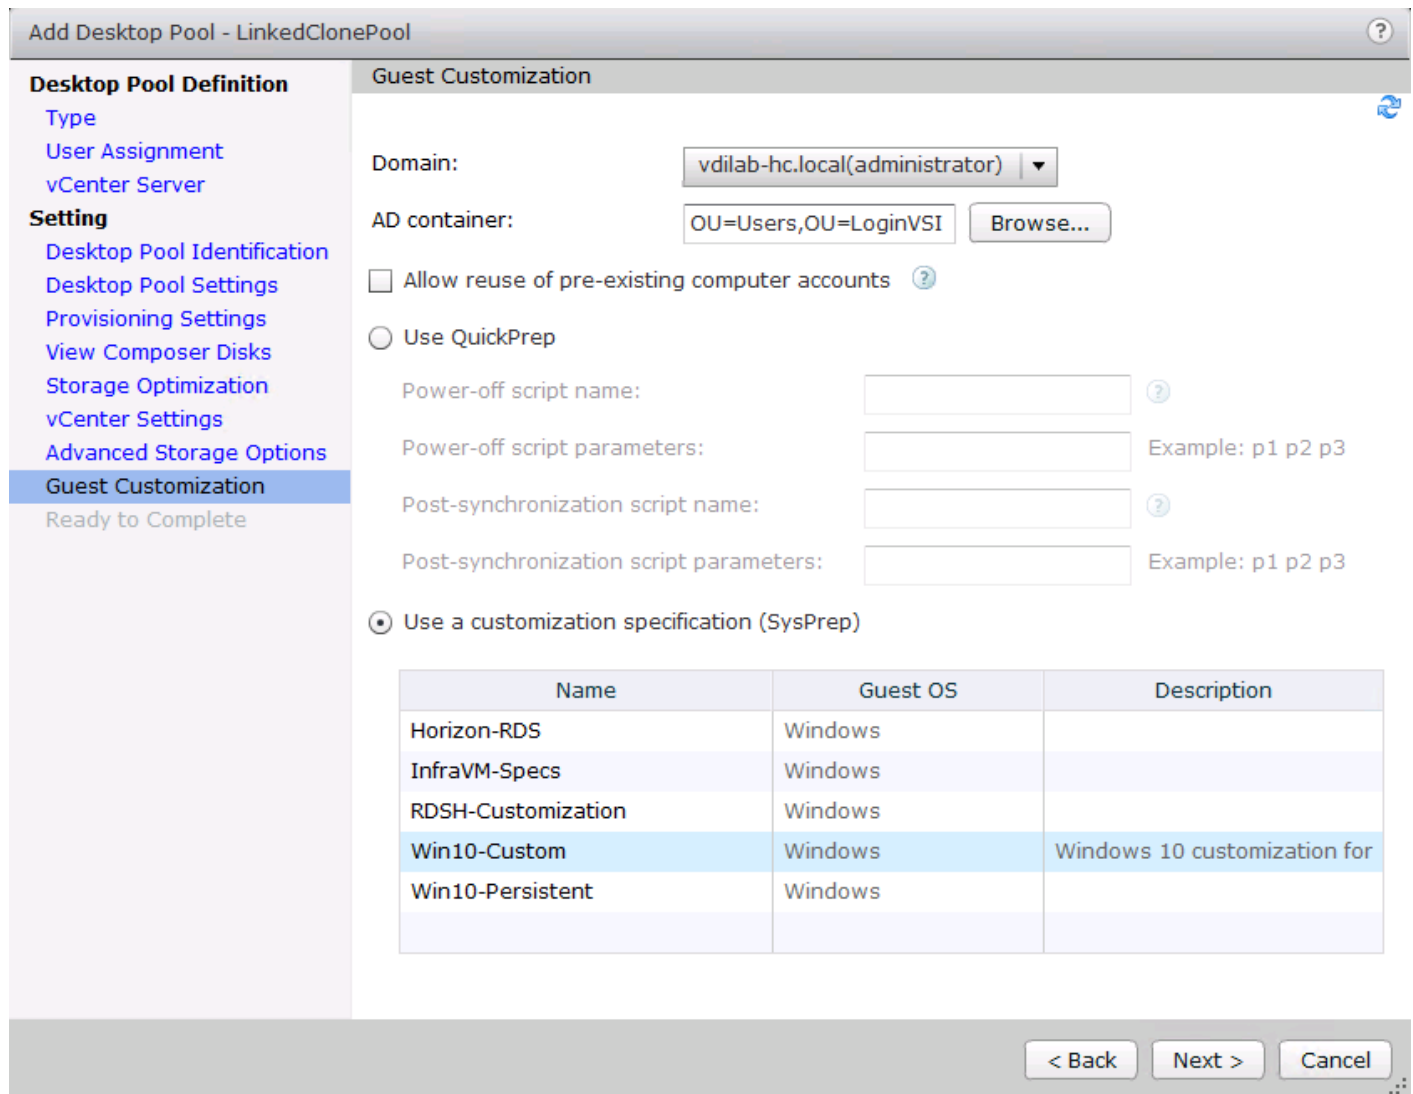 Add Desktop Pool - LinkedClonePool
?
Desktop Pool Definition
Type
User Assignment
vCenter Server
Setting
Desktop Pool Identification
Desktop Pool Settings
Provisioning Settings
View Composer Disks
Storage Optimization
vCenter Settings
Advanced Storage Options
Guest Customization
Ready to Complete
Guest Customization
Domain: vdilab-hc.local(administrator)
AD container: OU=Users,OU=LoginVSI Browse...
Allow reuse of pre-existing computer accounts ?
Use QuickPrep
Power-off script name: ?
Power-off script parameters: Example: p1 p2 p3
Post-synchronization script name: ?
Post-synchronization script parameters: Example: p1 p2 p3
Use a customization specification (SysPrep)
Name Guest OS Description
Horizon-RDS Windows
InfraVM-Specs Windows
RDSH-Customization Windows
Win10-Custom Windows Windows 10 customization for
Win10-Persistent Windows
< Back Next > Cancel